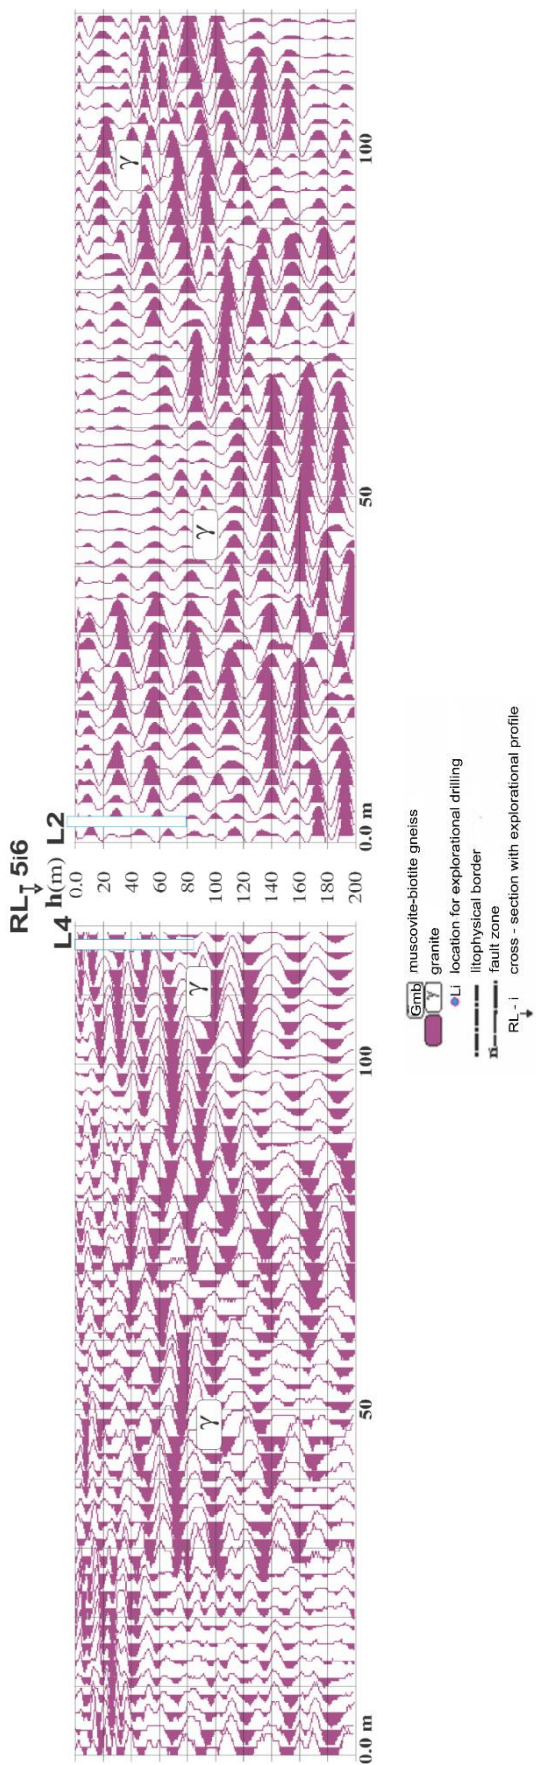 γ
100
50
γ
0.0 m
RL- 5i6
L4 h(m) L2
0.0
20
40
60
80
100
120
140
160
180
200
γ
100
50
γ
0.0 m
Gmb muscovite-biotite gneiss
γ granite
Li location for explorational drilling
litophysical border
fault zone
RL - i cross - section with explorational profile